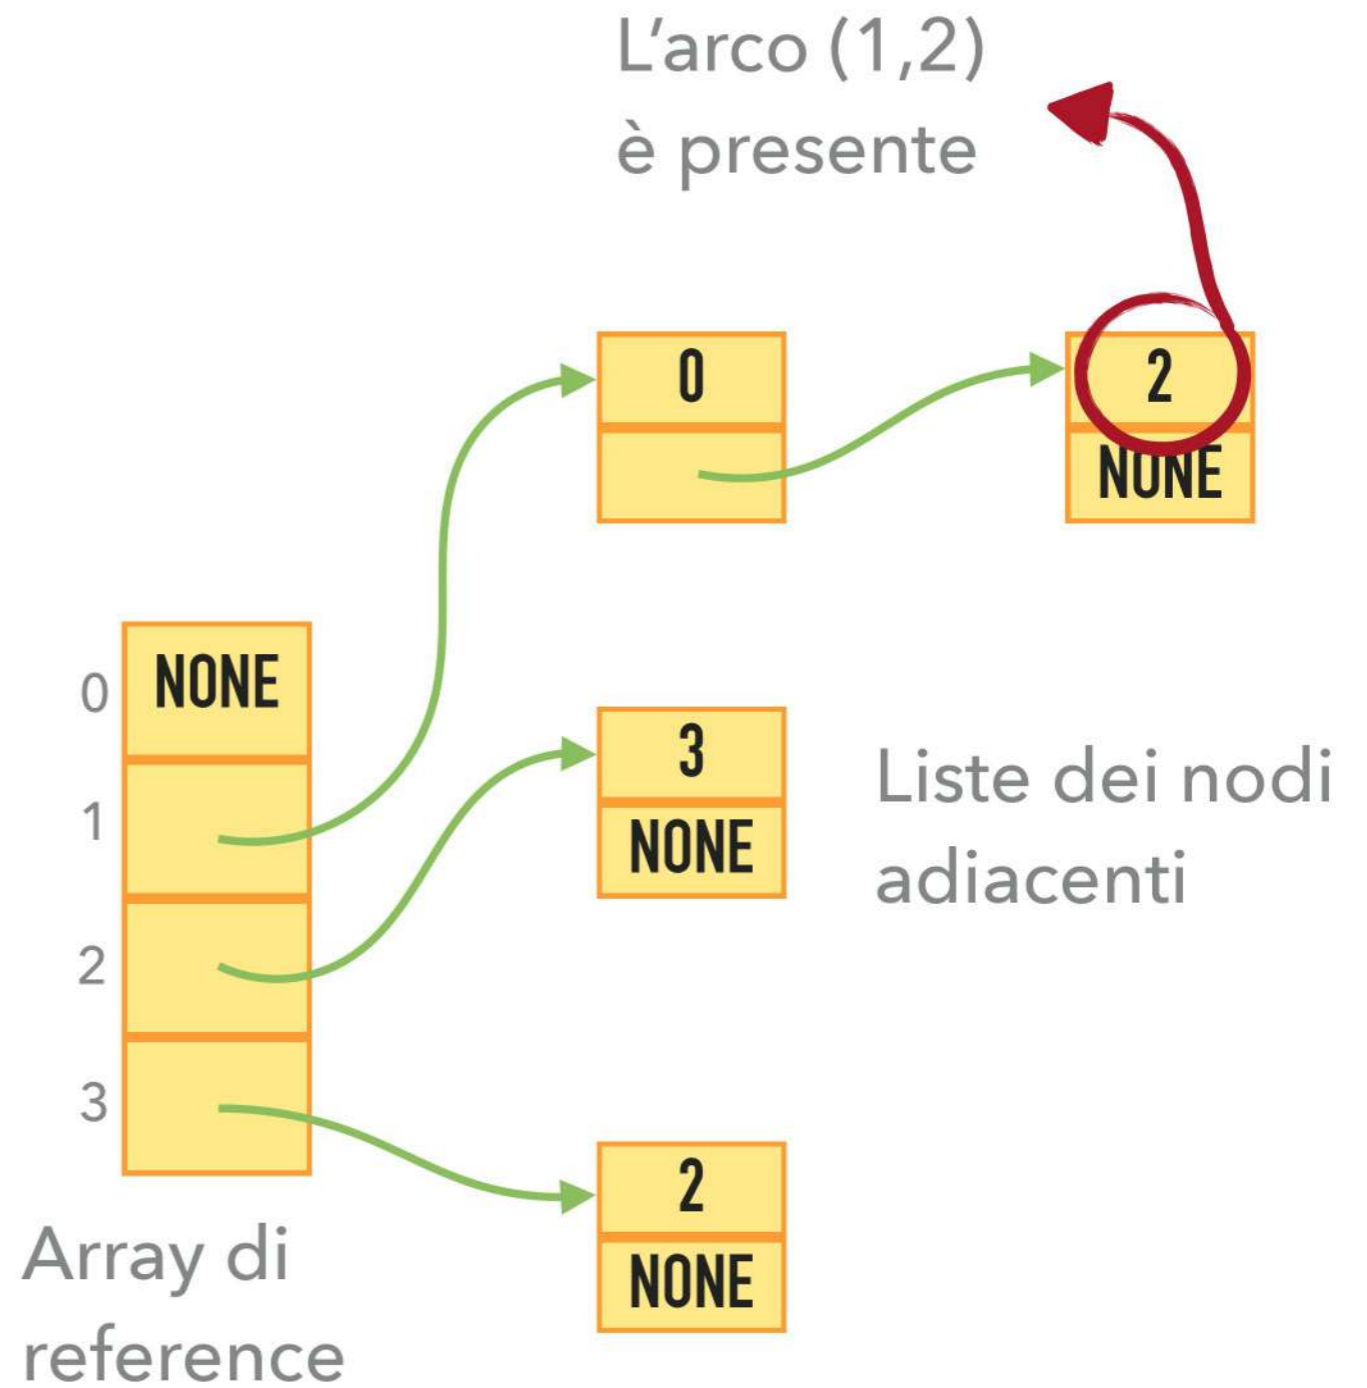 L'arco (1,2)
è presente
0
2
NONE
0
NONE
1
2
3
3
NONE
Liste dei nodi
adiacenti
2
NONE
Array di
reference